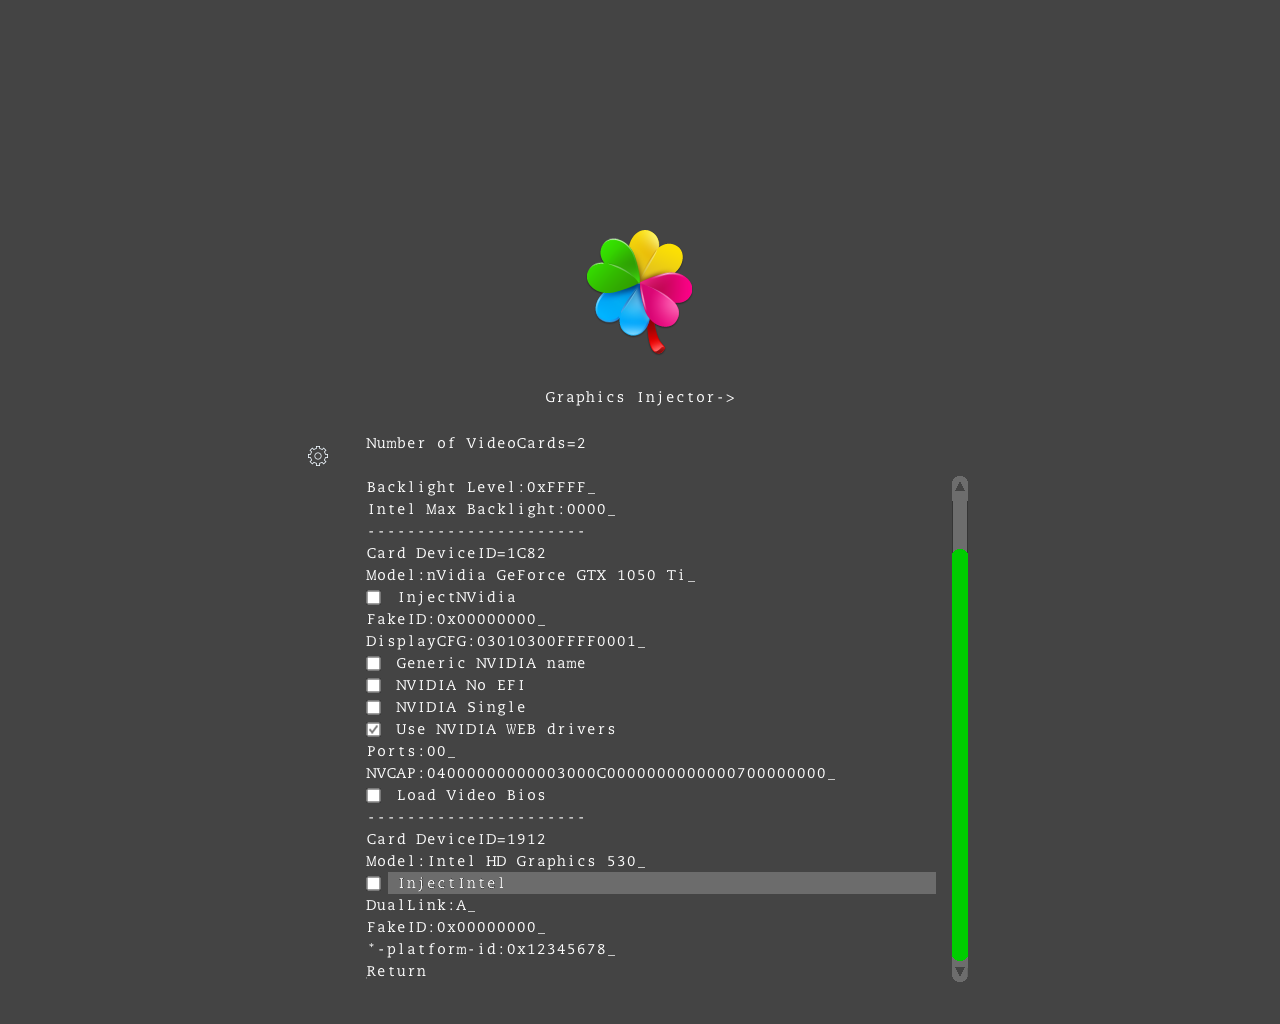 Graphics Injector->
Number of VideoCards=2
Backlight Level:0xFFFF_
Intel Max Backlight:0000_
----------------------
Card DeviceID=1C82
Model:nVidia GeForce GTX 1050 Ti_
InjectNVidia
FakeID:0x00000000_
DisplayCFG:03010300FFFF0001_
Generic NVIDIA name
NVIDIA No EFI
NVIDIA Single
Use NVIDIA WEB drivers
Ports:00_
NVCAP:04000000000003000C0000000000000700000000_
Load Video Bios
----------------------
Card DeviceID=1912
Model:Intel HD Graphics 530_
InjectIntel
DualLink:A_
FakeID:0x00000000_
*-platform-id:0x12345678_
Return